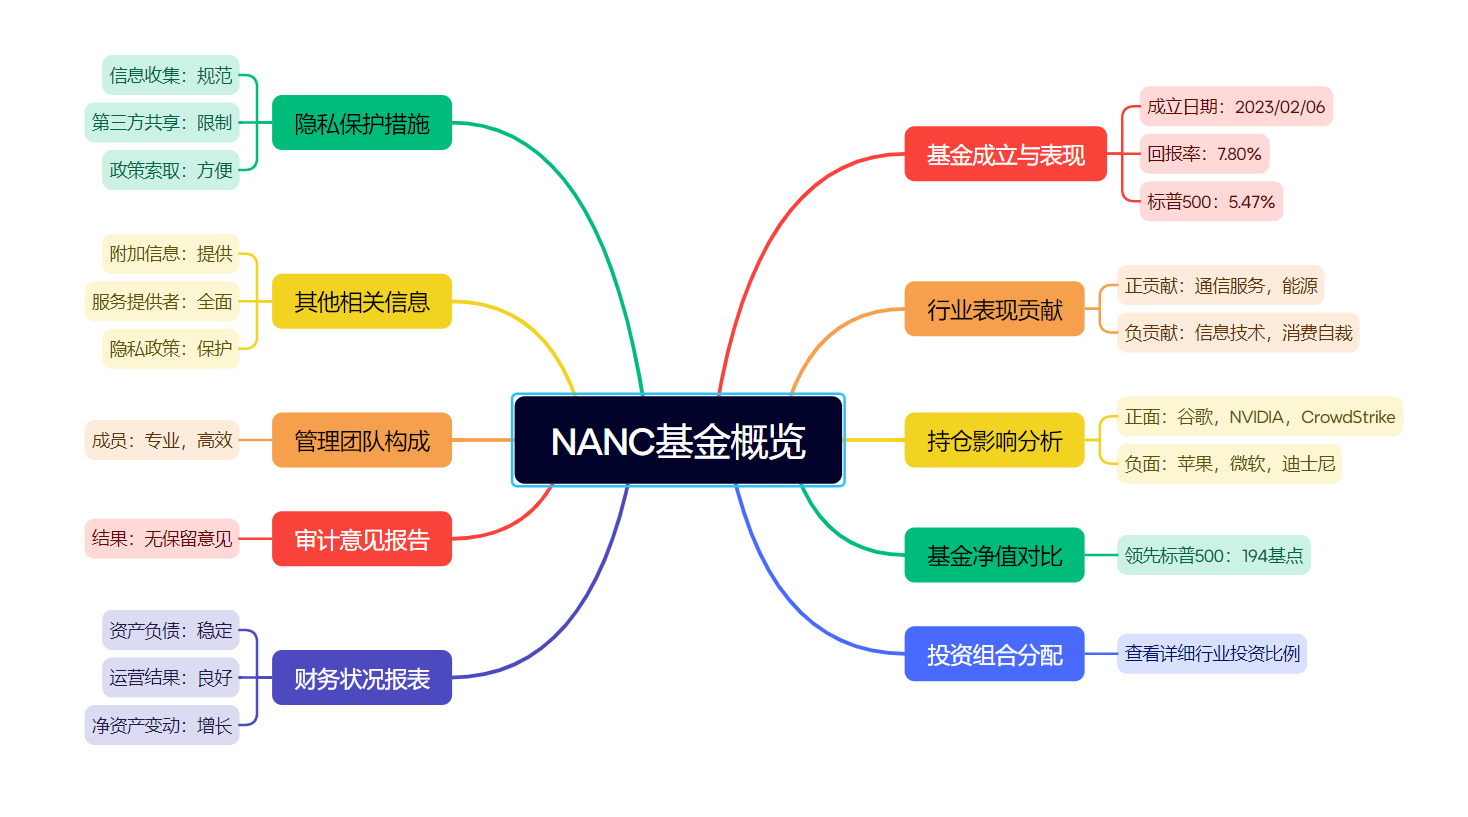 NANC基金概览
基金成立与表现
成立日期：2023/02/06
回报率：7.80%
标普500：5.47%
行业表现贡献
正贡献：通信服务，能源
负贡献：信息技术，消费自裁
持仓影响分析
正面：谷歌，NVIDIA，CrowdStrike
负面：苹果，微软，迪士尼
基金净值对比
领先标普500：194基点
投资组合分配
查看详细行业投资比例
隐私保护措施
信息收集：规范
第三方共享：限制
政策索取：方便
其他相关信息
附加信息：提供
服务提供者：全面
隐私政策：保护
管理团队构成
成员：专业，高效
审计意见报告
结果：无保留意见
财务状况报表
资产负债：稳定
运营结果：良好
净资产变动：增长